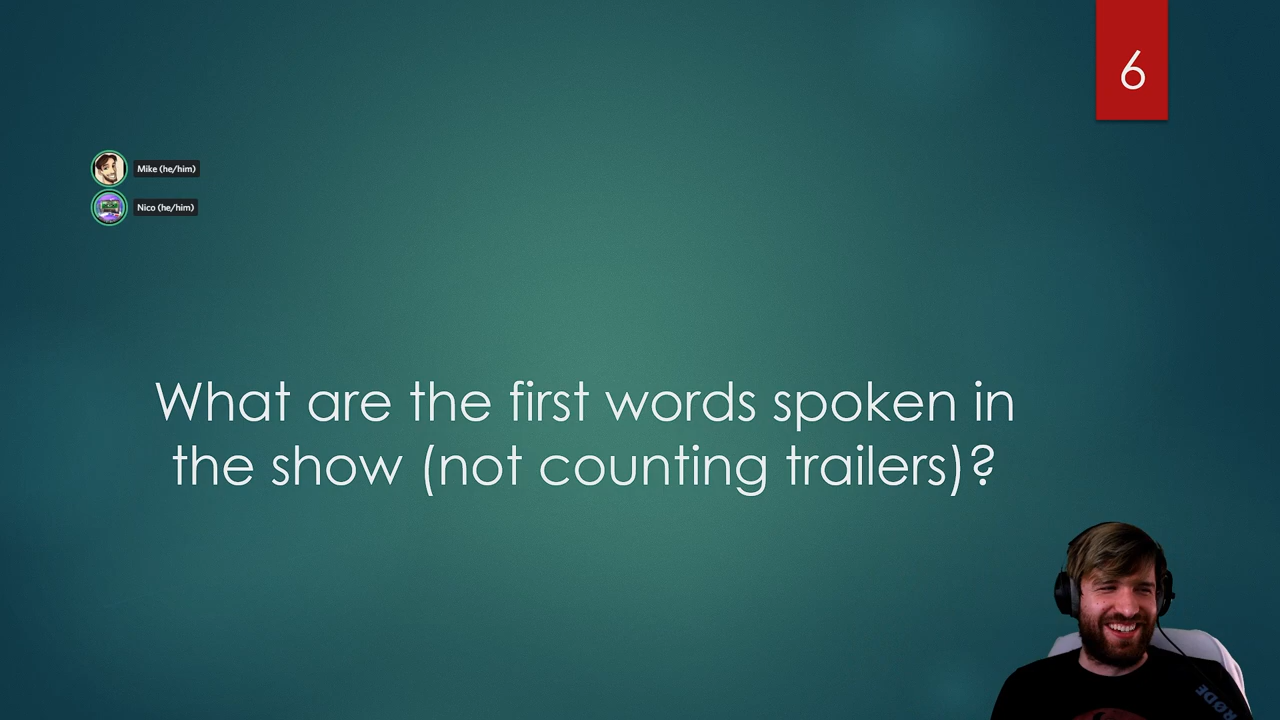 6
Mike (he/him)
Nico (he/him)
What are the first words spoken in
the show (not counting trailers)?
RØDE